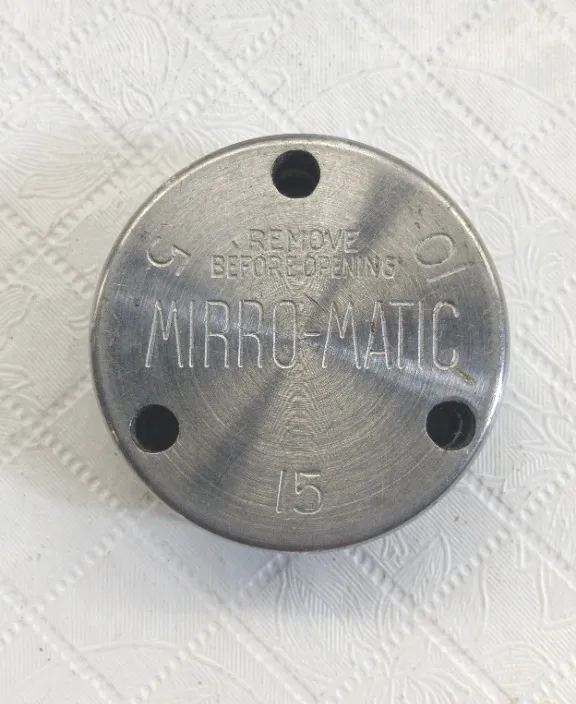 REMOVE
BEFORE OPENING
5
10
MIRRO-MATIC
15